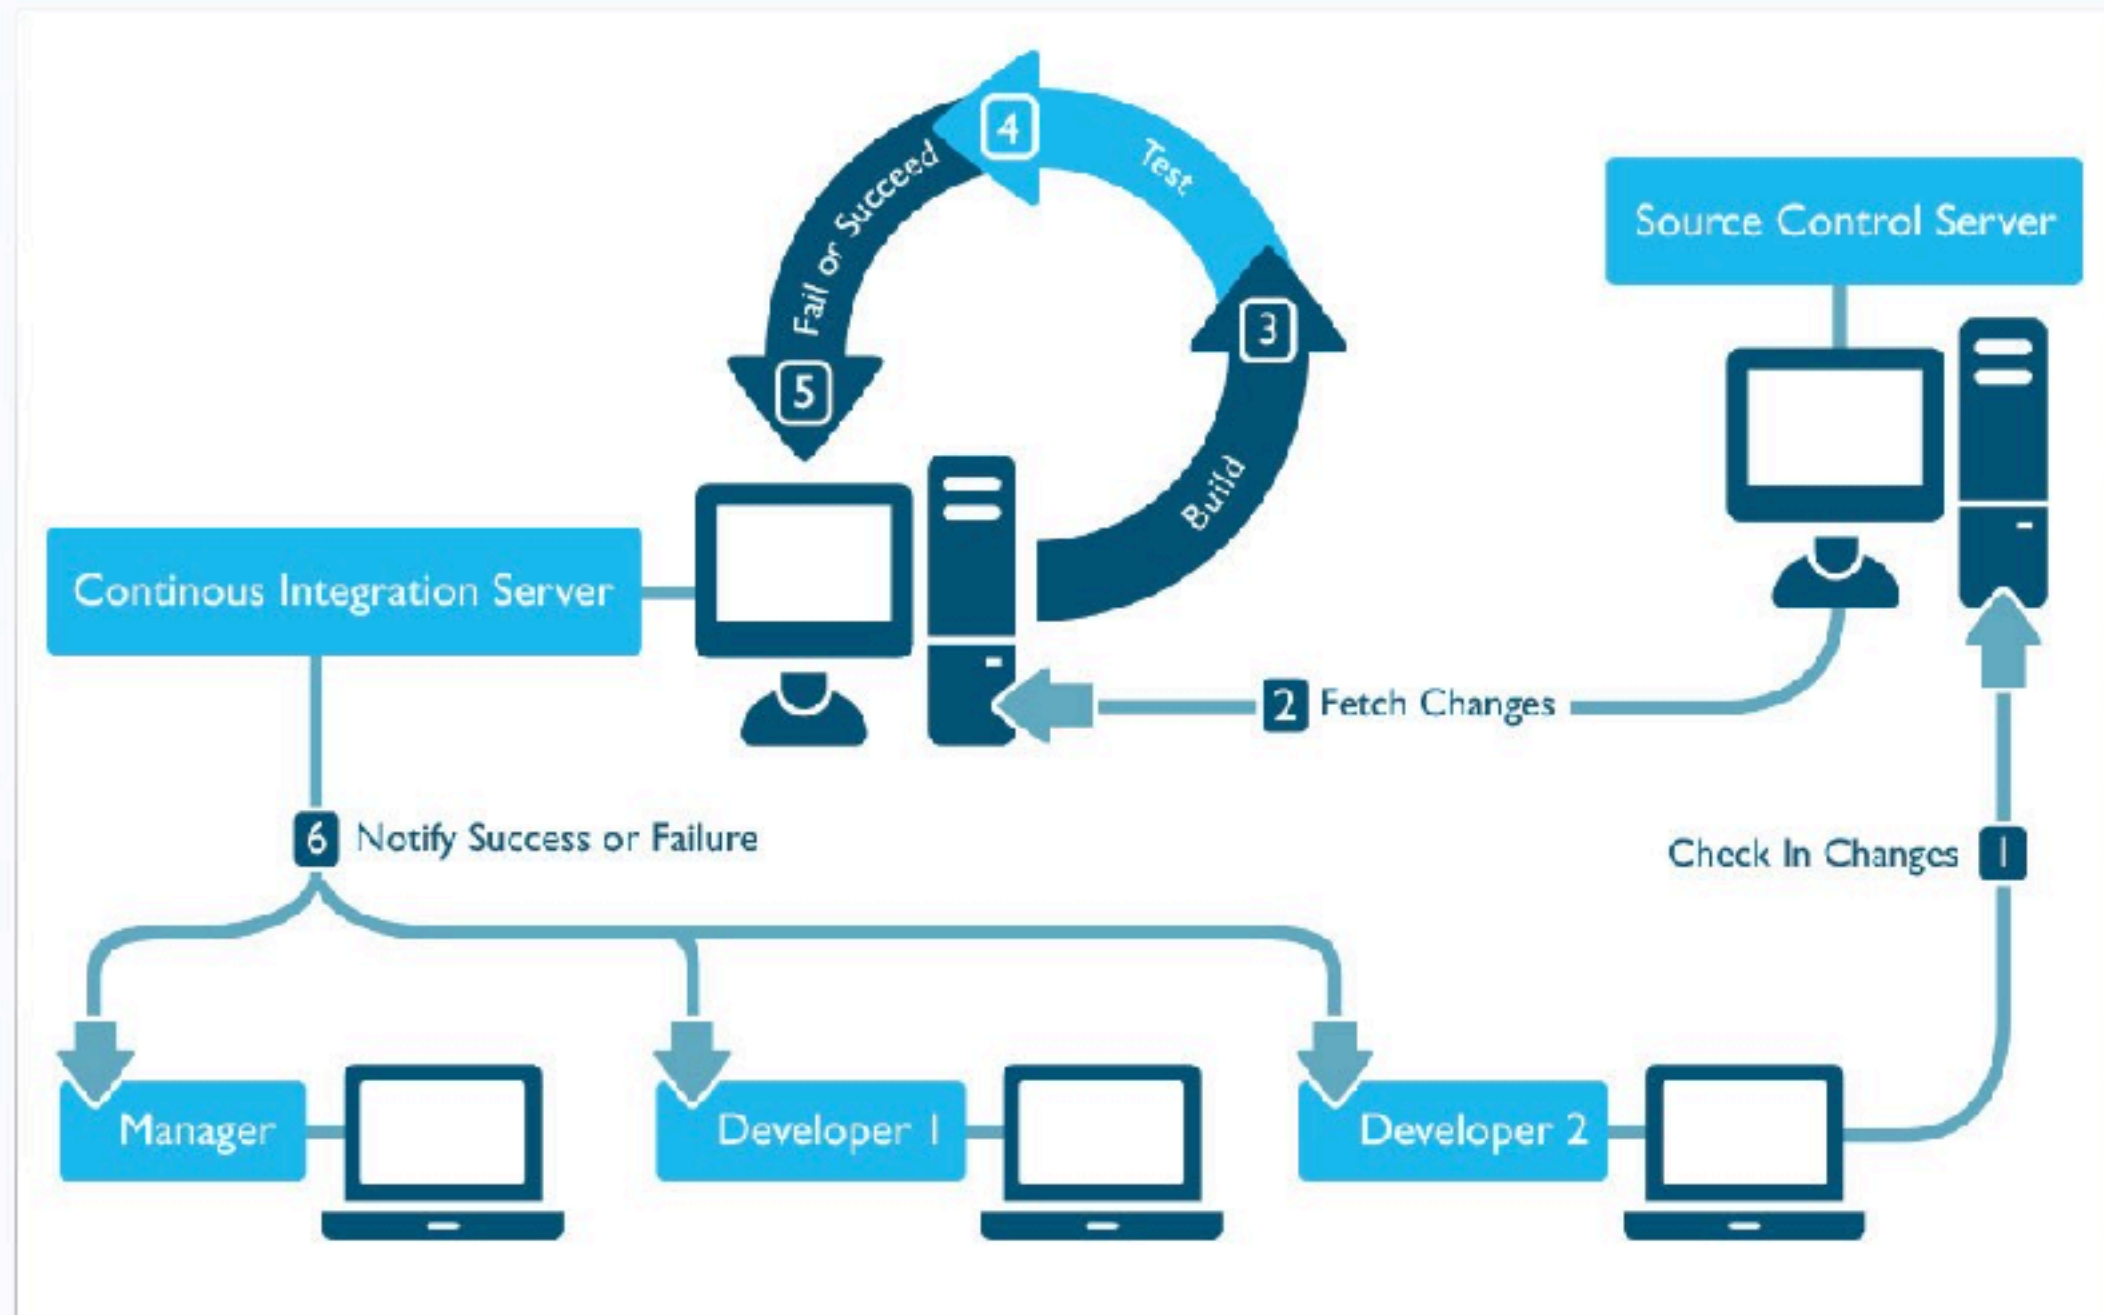 4
Test
Fail or Succeed
3
5
Build
Source Control Server
Continous Integration Server
2 Fetch Changes
6 Notify Success or Failure
Check In Changes 1
Manager
Developer 1
Developer 2